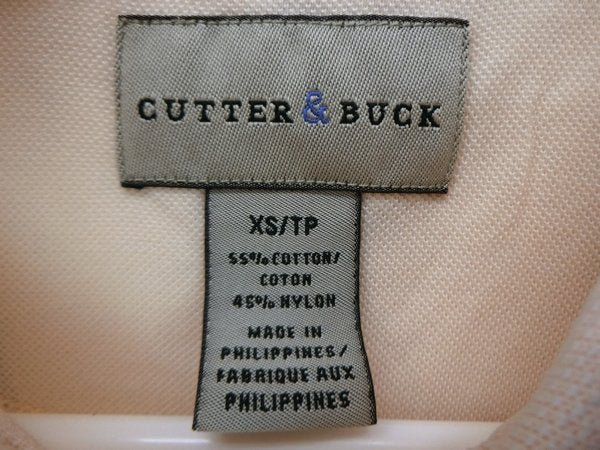 CUTTER & BUCK
XS/TP
55% COTTON/
COTON
45% NYLON
MADE IN
PHILIPPINES/
FABRIQUE AUX
PHILIPPINES